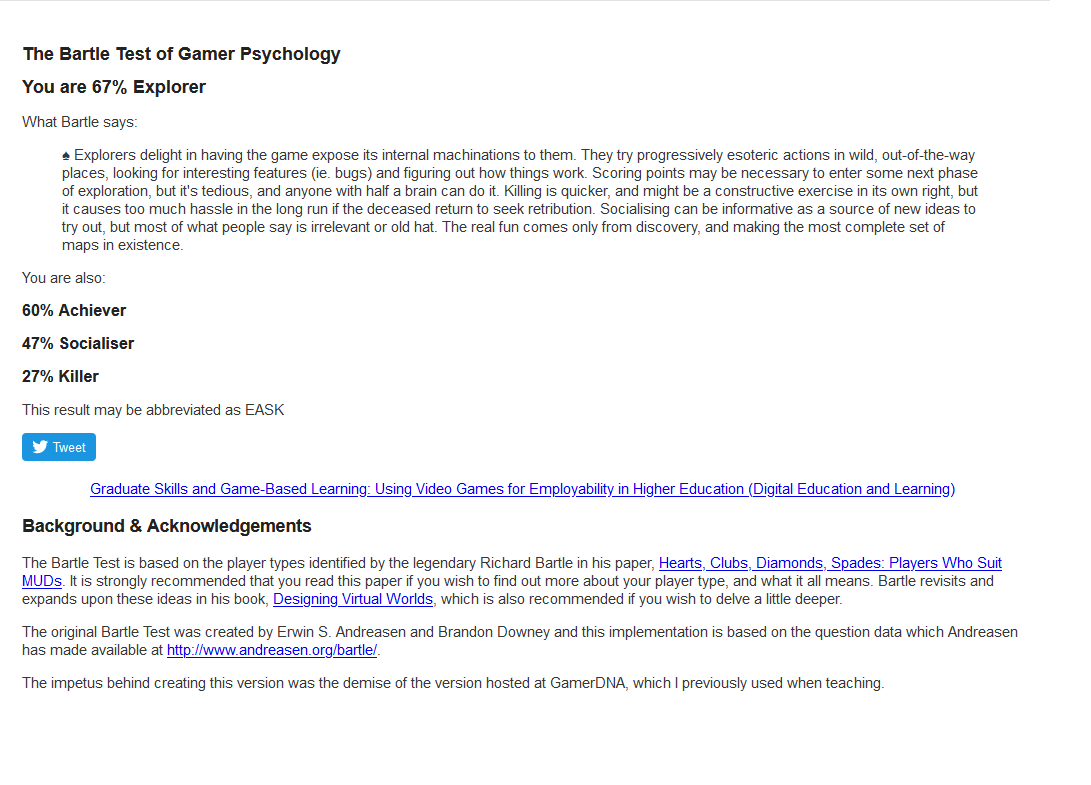 The Bartle Test of Gamer Psychology
You are 67% Explorer
What Bartle says:
♠ Explorers delight in having the game expose its internal machinations to them. They try progressively esoteric actions in wild, out-of-the-way
places, looking for interesting features (ie. bugs) and figuring out how things work. Scoring points may be necessary to enter some next phase
of exploration, but it's tedious, and anyone with half a brain can do it. Killing is quicker, and might be a constructive exercise in its own right, but
it causes too much hassle in the long run if the deceased return to seek retribution. Socialising can be informative as a source of new ideas to
try out, but most of what people say is irrelevant or old hat. The real fun comes only from discovery, and making the most complete set of
maps in existence.
You are also:
60% Achiever
47% Socialiser
27% Killer
This result may be abbreviated as EASK
Tweet
Graduate Skills and Game-Based Learning: Using Video Games for Employability in Higher Education (Digital Education and Learning)
Background & Acknowledgements
The Bartle Test is based on the player types identified by the legendary Richard Bartle in his paper, Hearts, Clubs, Diamonds, Spades: Players Who Suit
MUDs. It is strongly recommended that you read this paper if you wish to find out more about your player type, and what it all means. Bartle revisits and
expands upon these ideas in his book, Designing Virtual Worlds, which is also recommended if you wish to delve a little deeper.
The original Bartle Test was created by Erwin S. Andreasen and Brandon Downey and this implementation is based on the question data which Andreasen
has made available at http://www.andreasen.org/bartle/.
The impetus behind creating this version was the demise of the version hosted at GamerDNA, which I previously used when teaching.